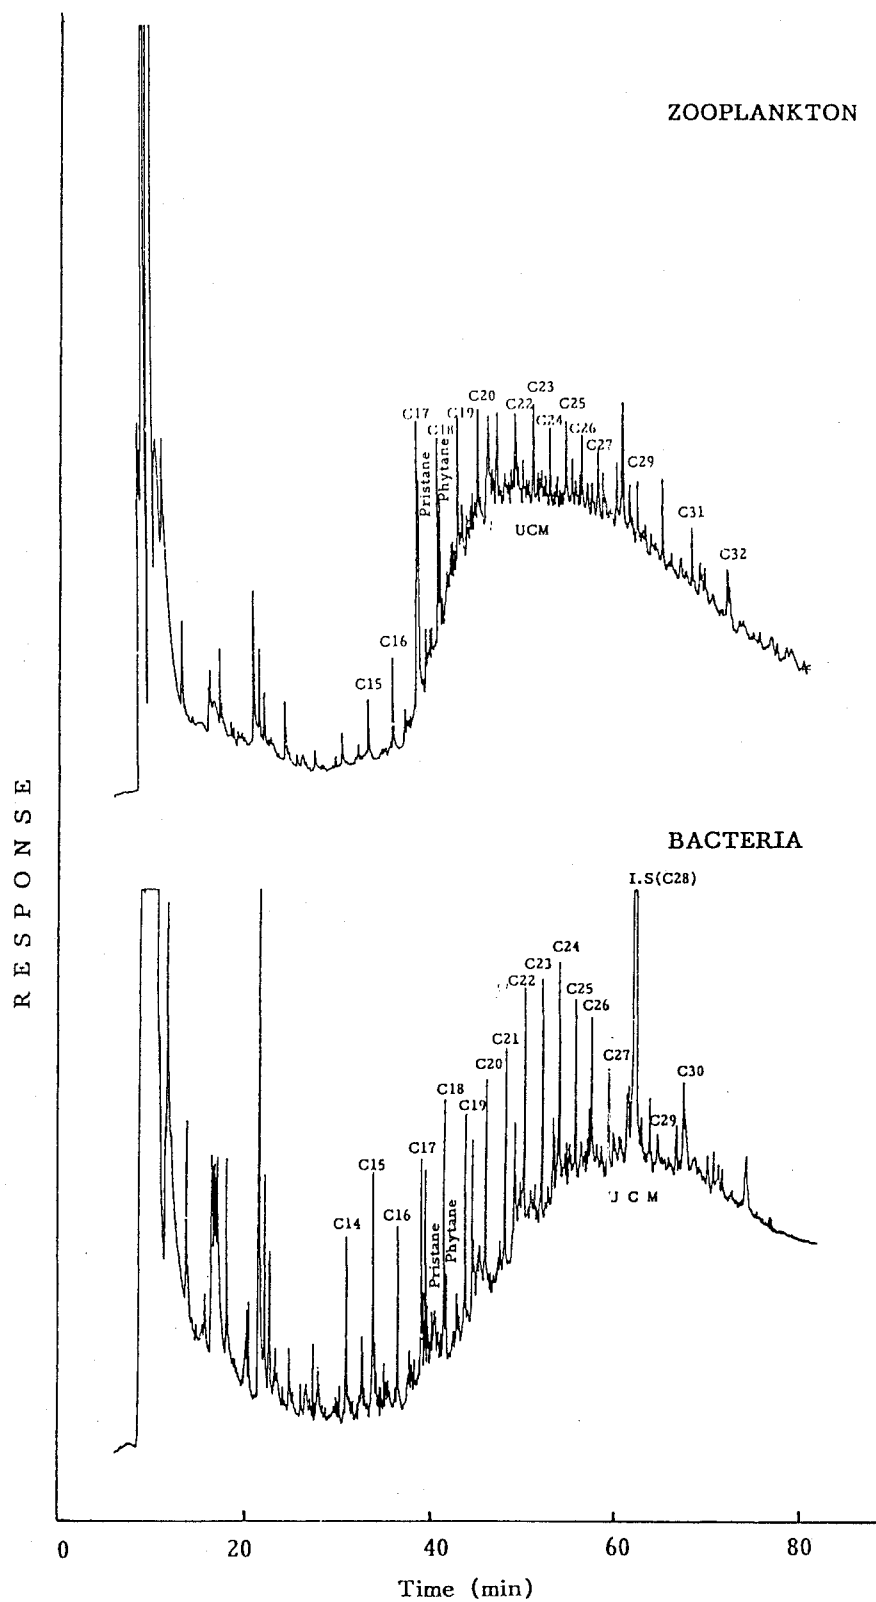 ZOOPLANKTON
C23
C20
C22
C25
C17
C19
C18
C24
C26
C27
Pristane
Phytane
C29
UCM
C31
C32
C16
C15
RESPONSE
BACTERIA
I.S(C28)
C24
C23
C22
C25
C26
C21
C27
C20
C30
C18
C19
C29
C17
C15
C16
C14
Pristane
Phytane
U C M
0 20 40 60 80
Time (min)